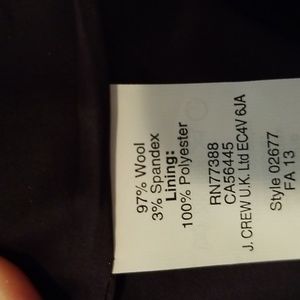 97% Wool
3% Spandex
Lining:
100% Polyester
RN77388
CA56445
J. CREW U.K. Ltd EC4V 6JA
Style 02677
FA 13